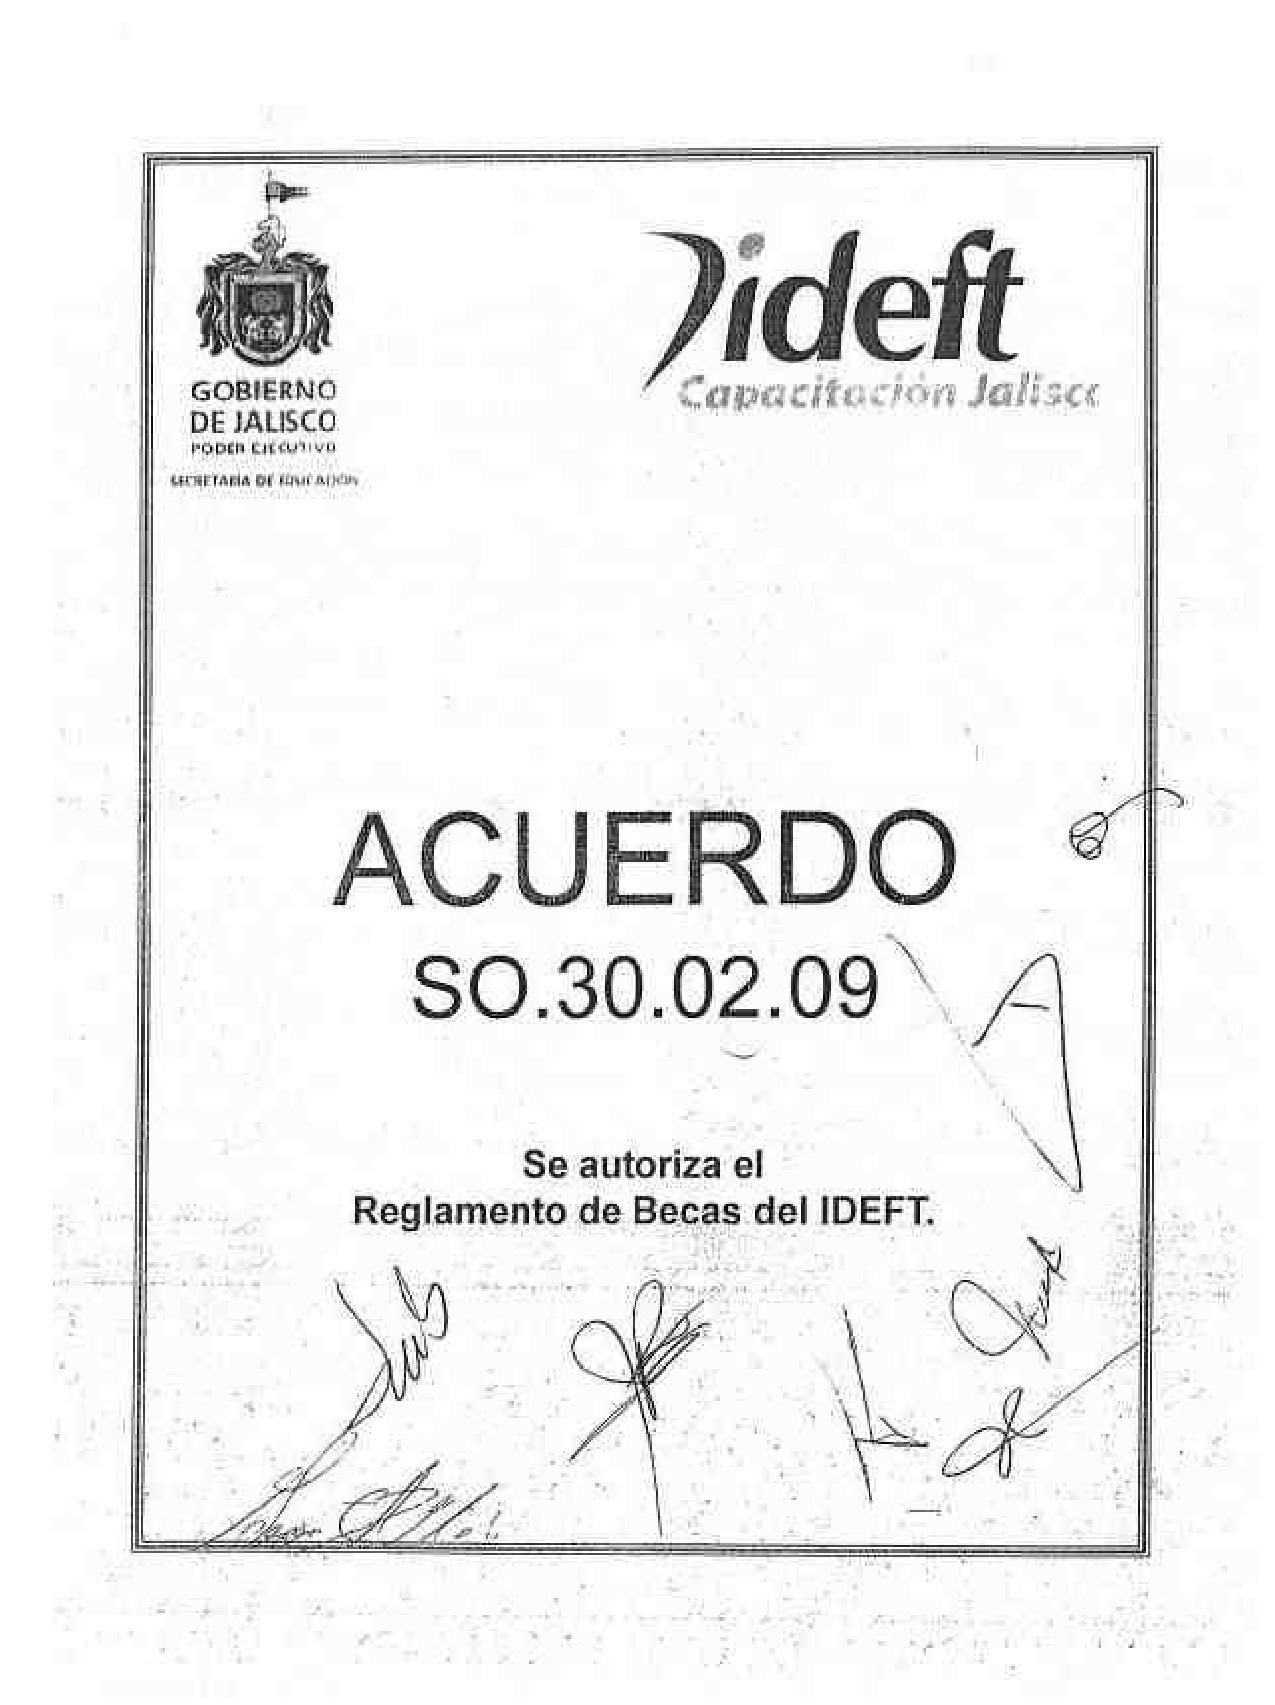 GOBIERNO
DE JALISCO
PODER EJECUTIVO
SECRETARÍA DE EDUCACIÓN
ideft
Capacitación Jalisco
ACUERDO
SO.30.02.09
Se autoriza el
Reglamento de Becas del IDEFT.